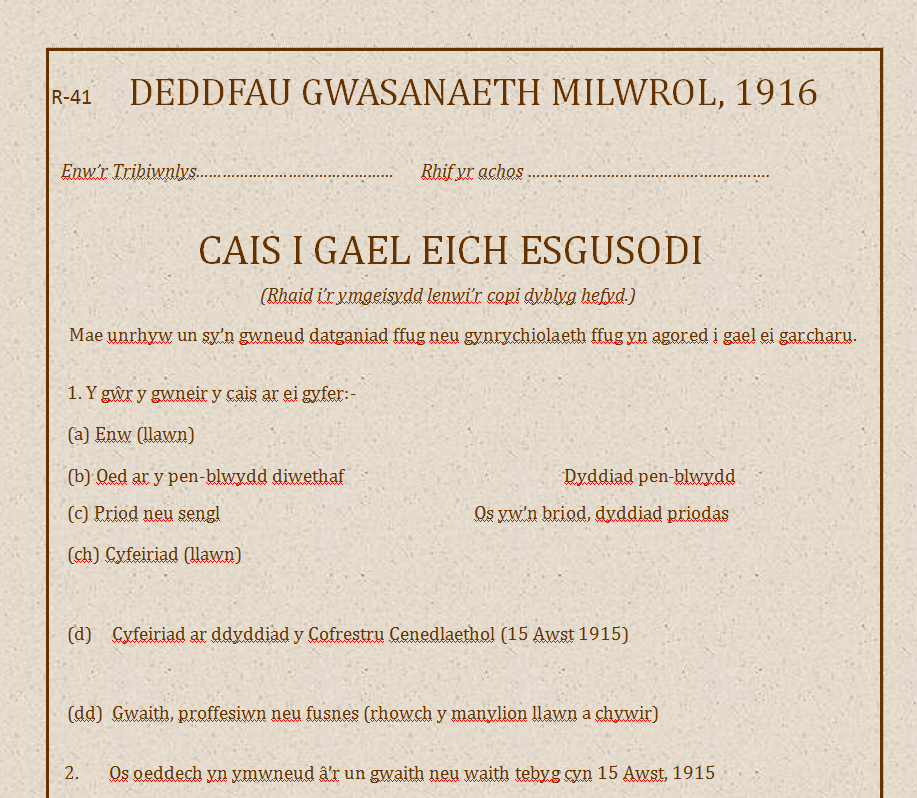 R-41 DEDDFAU GWASANAETH MILWROL, 1916
Enw'r Tribiwnlys........................................ Rhif yr achos .................................................
CAIS I GAEL EICH ESGUSODI
(Rhaid i'r ymgeisydd lenwi'r copi dyblyg hefyd.)
Mae unrhyw un sy'n gwneud datganiad ffug neu gynrychiolaeth ffug yn agored i gael ei garcharu.
1. Y gŵr y gwneir y cais ar ei gyfer:-
(a) Enw (llawn)
(b) Oed ar y pen-blwydd diwethaf Dyddiad pen-blwydd
(c) Priod neu sengl Os yw'n briod, dyddiad priodas
(ch) Cyfeiriad (llawn)
(d) Cyfeiriad ar ddyddiad y Cofrestru Cenedlaethol (15 Awst 1915)
(dd) Gwaith, proffesiwn neu fusnes (rhowch y manylion llawn a chywir)
2. Os oeddech yn ymwneud â'r un gwaith neu waith tebyg cyn 15 Awst, 1915